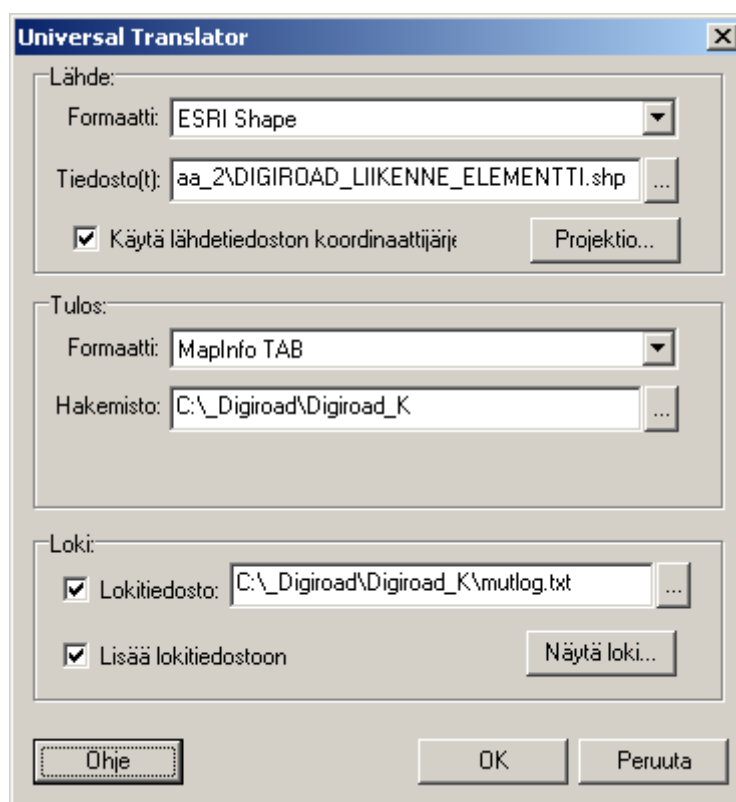 Universal Translator
Lähde:
Formaatti: ESRI Shape
Tiedosto(t): aa_2\DIGIROAD_LIIKENNE_ELEMENTTI.shp ...
Käytä lähdetiedoston koordinaattijärje Projektio...
Tulos:
Formaatti: MapInfo TAB
Hakemisto: C:\_Digiroad\Digiroad_K ...
Loki:
Lokitiedosto: C:\_Digiroad\Digiroad_K\mutlog.txt ...
Lisää lokitiedostoon Näytä loki...
Ohje OK Peruuta